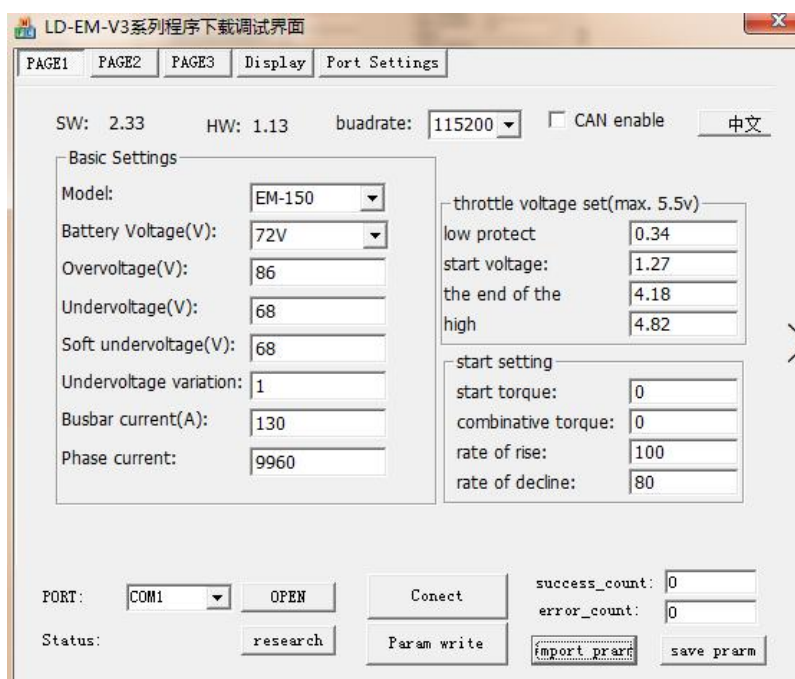 LD-EM-V3系列程序下载调试界面
PAGE1 PAGE2 PAGE3 Display Port Settings
SW: 2.33 HW: 1.13 buadrate: 115200 CAN enable 中文
Basic Settings
Model: EM-150
Battery Voltage(V): 72V
Overvoltage(V): 86
Undervoltage(V): 68
Soft undervoltage(V): 68
Undervoltage variation: 1
Busbar current(A): 130
Phase current: 9960
throttle voltage set(max. 5.5v)
low protect 0.34
start voltage: 1.27
the end of the 4.18
high 4.82
start setting
start torque: 0
combinative torque: 0
rate of rise: 100
rate of decline: 80
PORT: COM1 OPEN Conect success_count: 0
error_count: 0
Status: research Param write import prarm save prarm